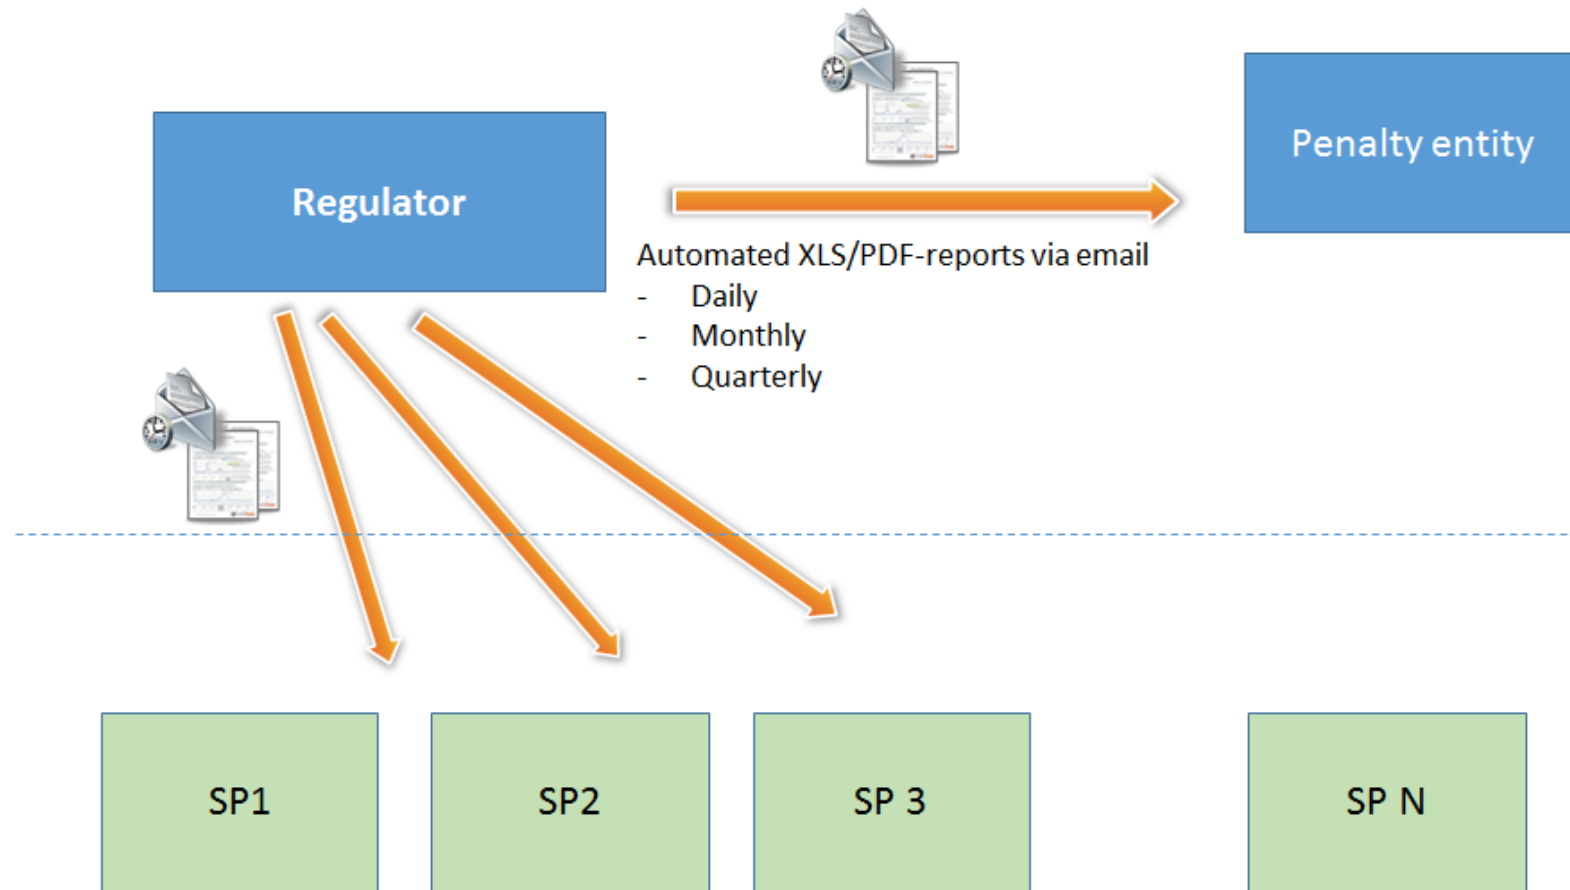 Penalty entity
Regulator
Automated XLS/PDF-reports via email
- Daily
- Monthly
- Quarterly
SP1
SP2
SP 3
SP N